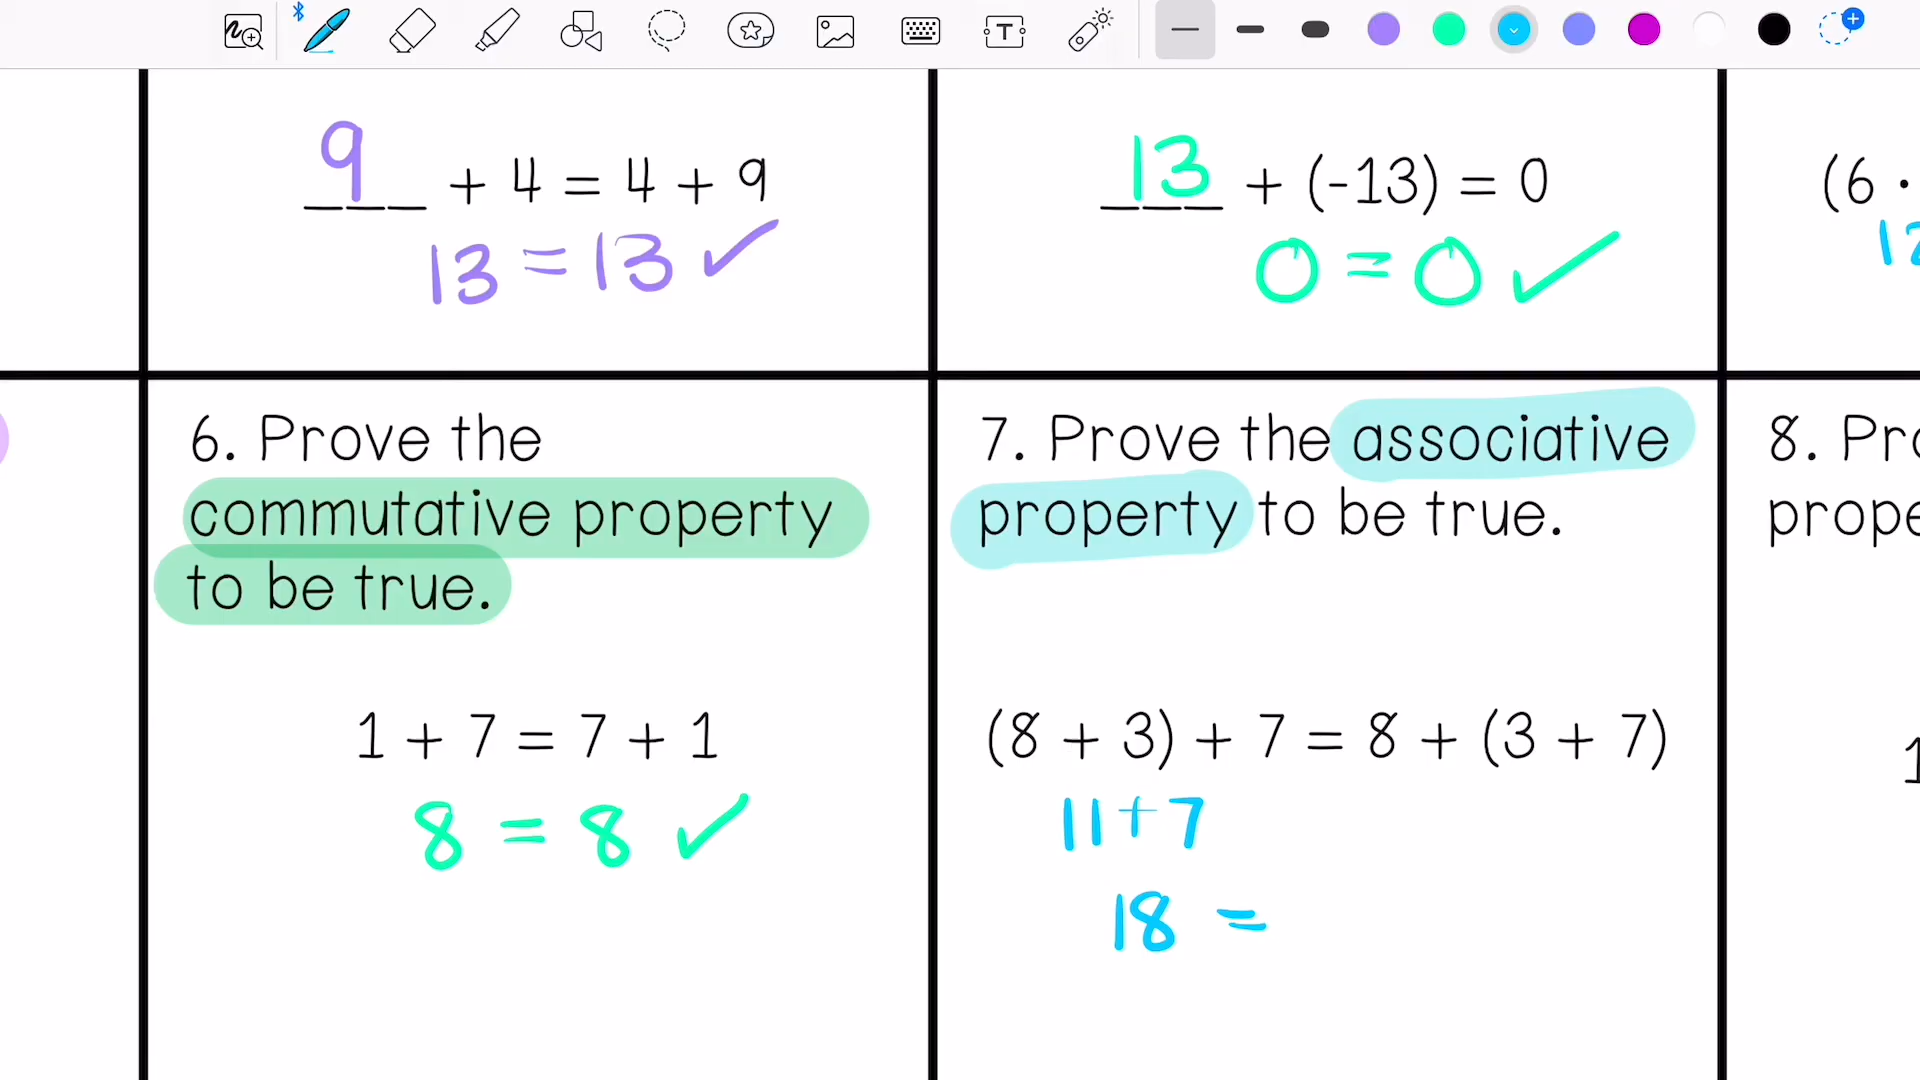 9 + 4 = 4 + 9
13 = 13 ✓
13 + (-13) = 0
0 = 0 ✓
(6 ·
6. Prove the
commutative property
to be true.
1 + 7 = 7 + 1
8 = 8 ✓
7. Prove the associative
property to be true.
(8 + 3) + 7 = 8 + (3 + 7)
11 + 7
18 =
8.
1